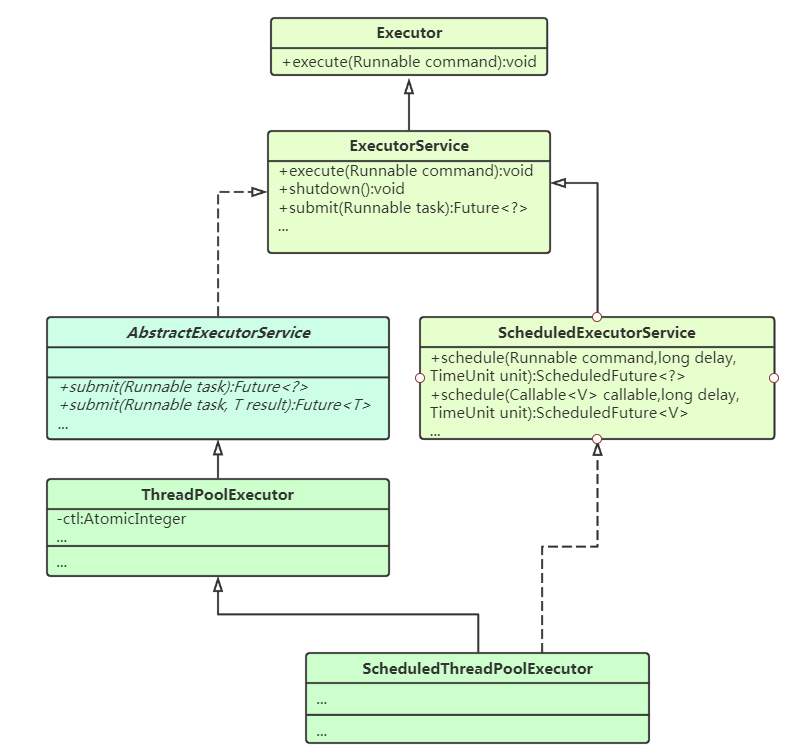 Executor
+execute(Runnable command):void
ExecutorService
+execute(Runnable command):void
+shutdown():void
+submit(Runnable task):Future<?>
...
AbstractExecutorService
+submit(Runnable task):Future<?>
+submit(Runnable task, T result):Future<T>
...
ScheduledExecutorService
+schedule(Runnable command,long delay,
TimeUnit unit):ScheduledFuture<?>
+schedule(Callable<V> callable,long delay,
TimeUnit unit):ScheduledFuture<V>
...
ThreadPoolExecutor
-ctl:AtomicInteger
...
...
ScheduledThreadPoolExecutor
...
...